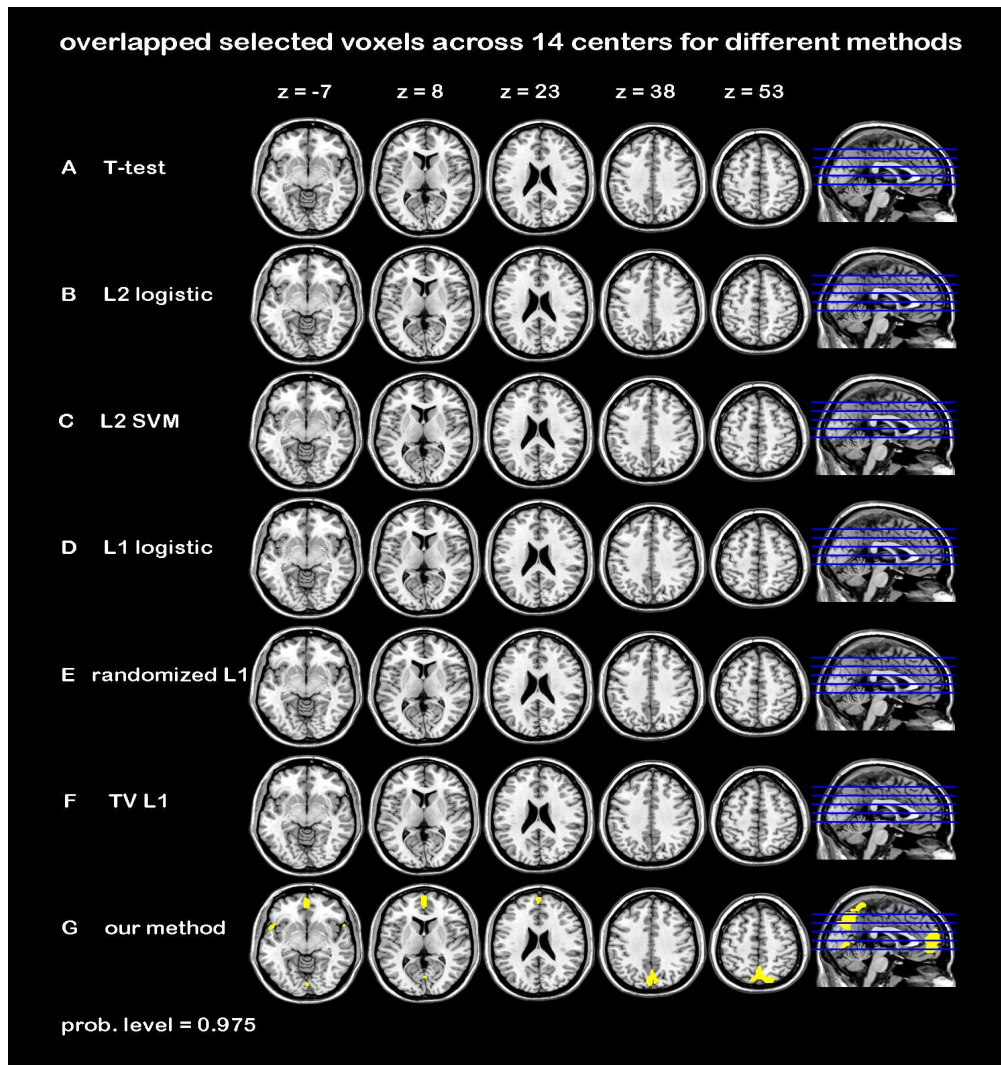 overlapped selected voxels across 14 centers for different methods
z = -7 z = 8 z = 23 z = 38 z = 53
A T-test
B L2 logistic
C L2 SVM
D L1 logistic
E randomized L1
F TV L1
G our method
prob. level = 0.975